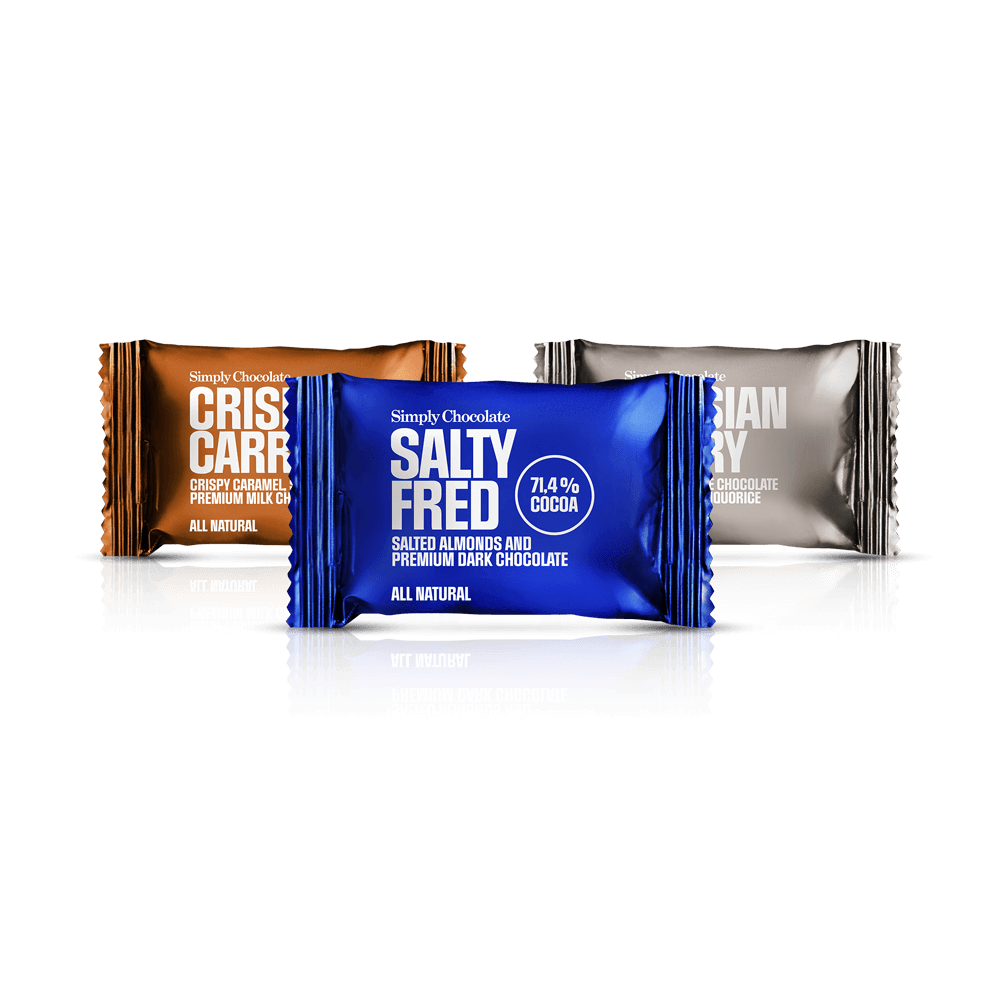 Simply Chocolate
CRIS
CARR
CRISPY CARAMEL,
PREMIUM MILK CH
ALL NATURAL
Simply Chocolate
SALTY
FRED
71,4 %
COCOA
SALTED ALMONDS AND
PREMIUM DARK CHOCOLATE
ALL NATURAL
Simply Chocolate
SIAN
RY
E CHOCOLATE
QUORICE